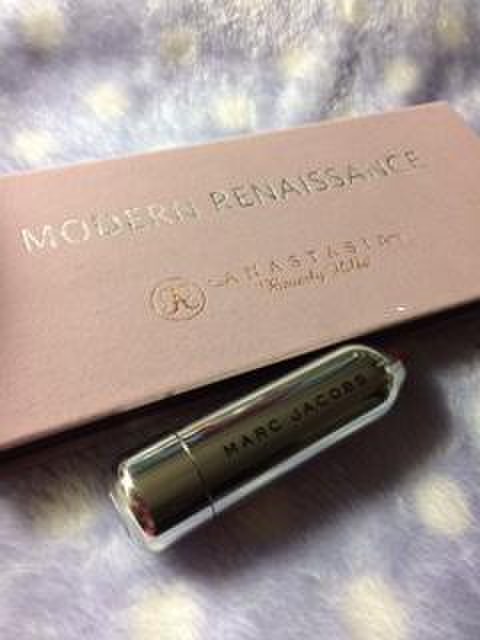 MODERN RENAISSANCE
ANASTASIA
Beverly Hills
MARC JACOBS